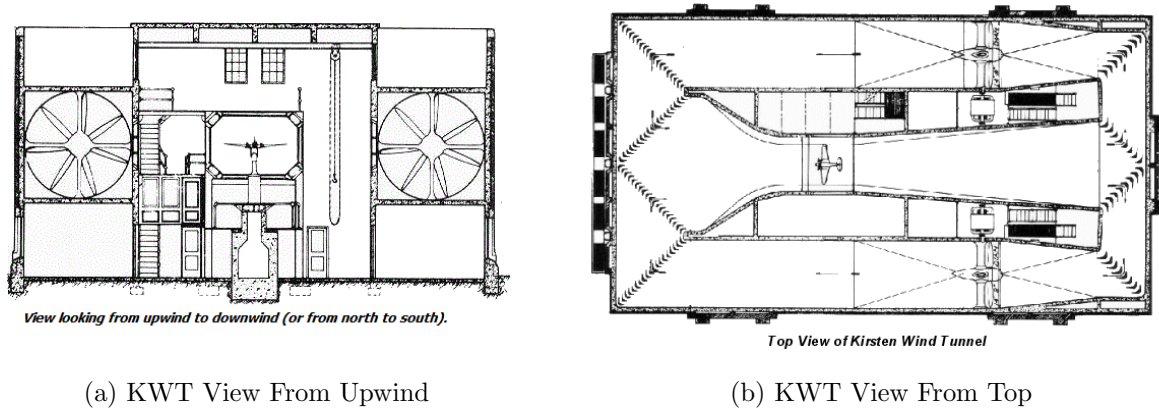 View looking from upwind to downwind (or from north to south).
Top View of Kirsten Wind Tunnel
(a) KWT View From Upwind
(b) KWT View From Top